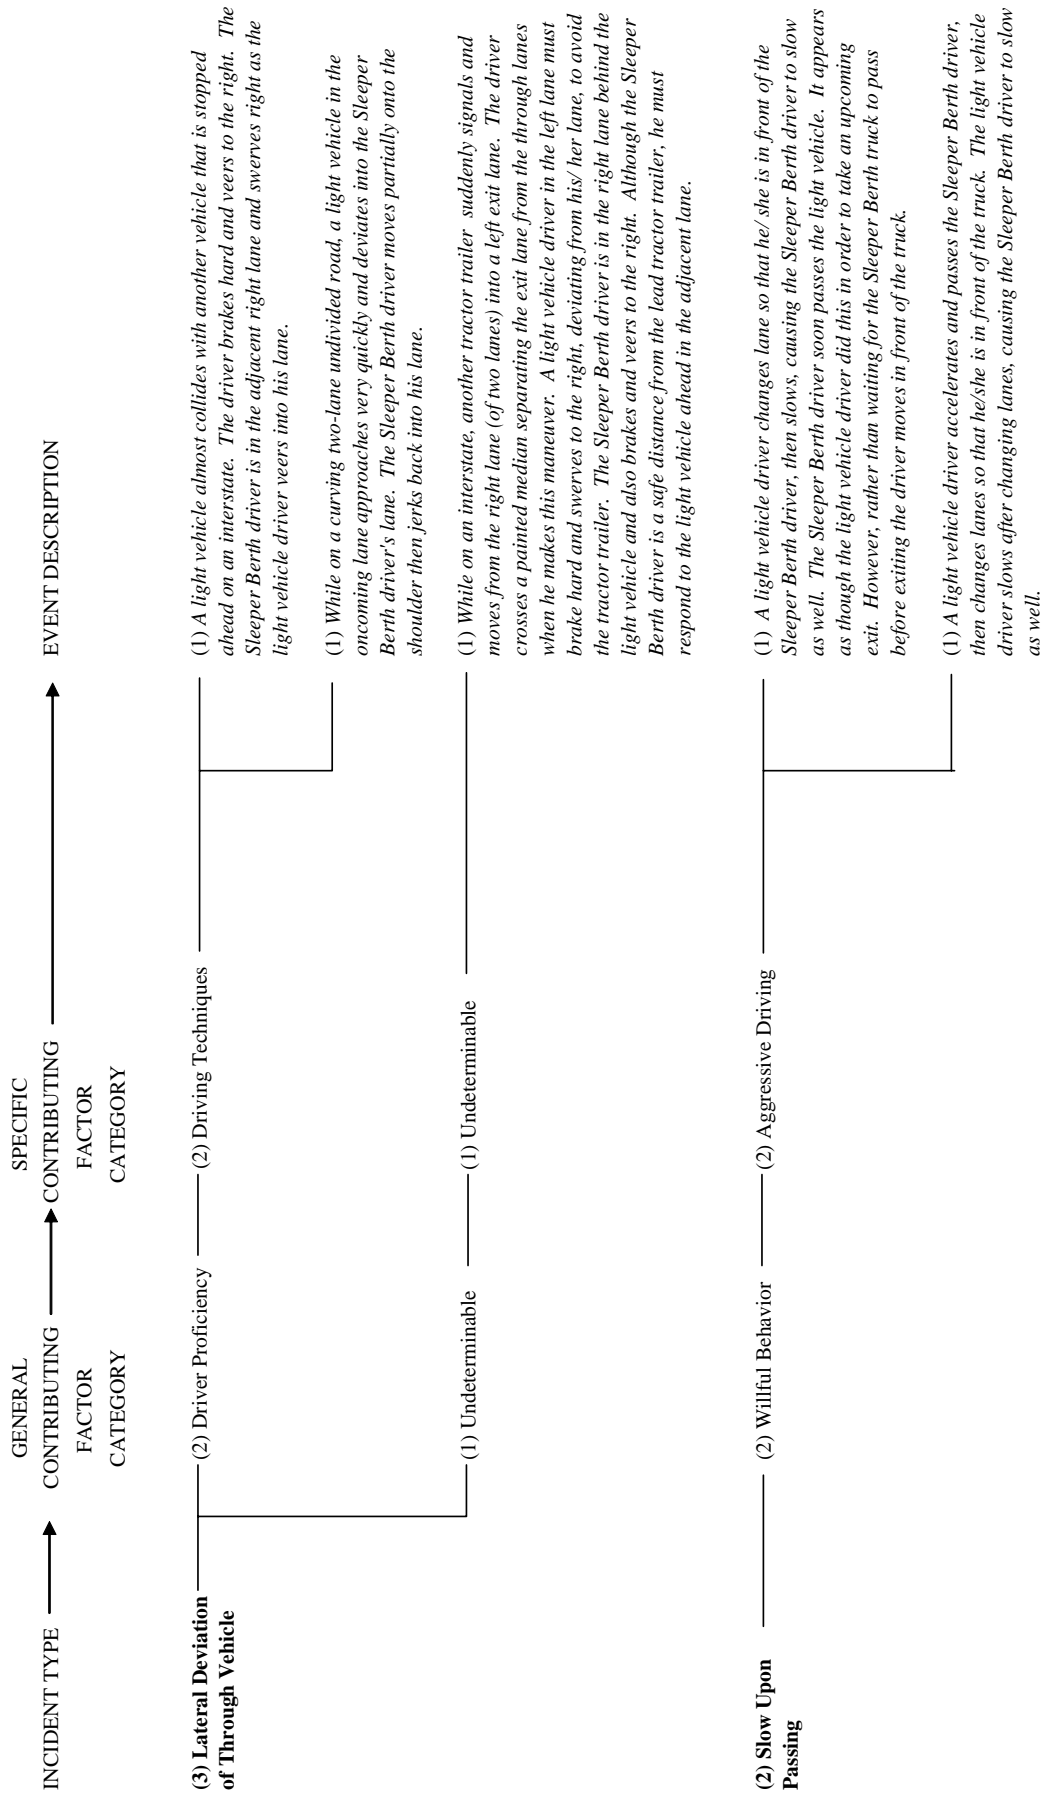 INCIDENT TYPE
GENERAL
CONTRIBUTING
FACTOR
CATEGORY
SPECIFIC
CONTRIBUTING
FACTOR
CATEGORY
EVENT DESCRIPTION
(3) Lateral Deviation
of Through Vehicle
(2) Driver Proficiency
(2) Driving Techniques
(1) A light vehicle almost collides with another vehicle that is stopped
ahead on an interstate. The driver brakes hard and veers to the right. The
Sleeper Berth driver is in the adjacent right lane and swerves right as the
light vehicle driver veers into his lane.
(1) While on a curving two-lane undivided road, a light vehicle in the
oncoming lane approaches very quickly and deviates into the Sleeper
Berth driver's lane. The Sleeper Berth driver moves partially onto the
shoulder then jerks back into his lane.
(1) Undeterminable
(1) Undeterminable
(1) While on an interstate, another tractor trailer suddenly signals and
moves from the right lane (of two lanes) into a left exit lane. The driver
crosses a painted median separating the exit lane from the through lanes
when he makes this maneuver. A light vehicle driver in the left lane must
brake hard and swerves to the right, deviating from his/ her lane, to avoid
the tractor trailer. The Sleeper Berth driver is in the right lane behind the
light vehicle and also brakes and veers to the right. Although the Sleeper
Berth driver is a safe distance from the lead tractor trailer, he must
respond to the light vehicle ahead in the adjacent lane.
(2) Slow Upon
Passing
(2) Willful Behavior
(2) Aggressive Driving
(1) A light vehicle driver changes lane so that he/ she is in front of the
Sleeper Berth driver, then slows, causing the Sleeper Berth driver to slow
as well. The Sleeper Berth driver soon passes the light vehicle. It appears
as though the light vehicle driver did this in order to take an upcoming
exit. However, rather than waiting for the Sleeper Berth truck to pass
before exiting the driver moves in front of the truck.
(1) A light vehicle driver accelerates and passes the Sleeper Berth driver,
then changes lanes so that he/she is in front of the truck. The light vehicle
driver slows after changing lanes, causing the Sleeper Berth driver to slow
as well.